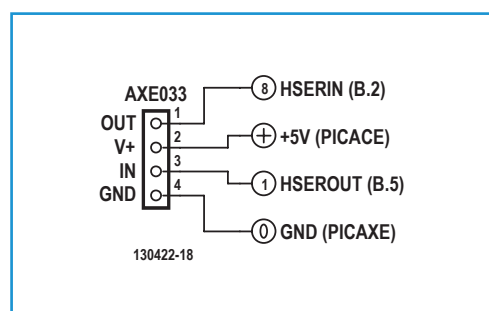 AXE033
OUT 1 8 HSERIN (B.2)
V+ 2 + +5V (PICACE)
IN 3 1 HSEROUT (B.5)
GND 4 0 GND (PICAXE)
130422-18